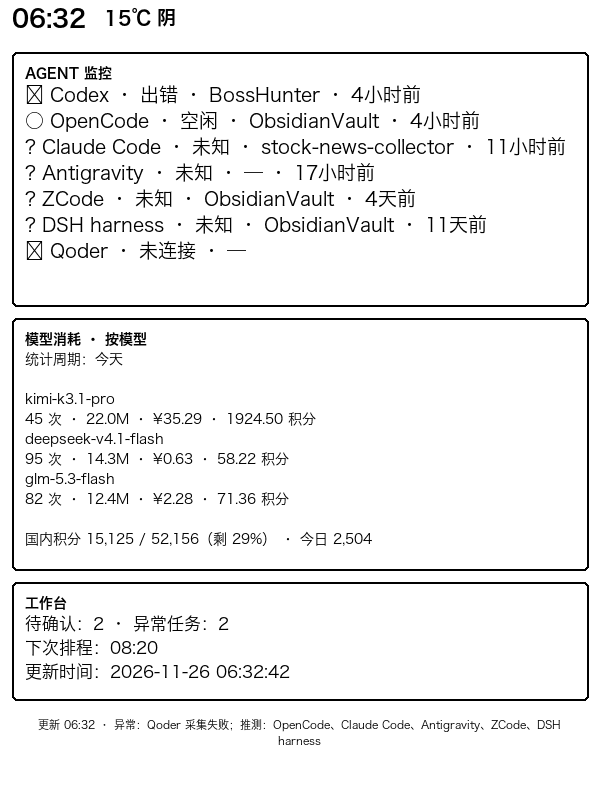 06:32 15℃ 阴
AGENT 监控
☒ Codex · 出错 · BossHunter · 4小时前
○ OpenCode · 空闲 · ObsidianVault · 4小时前
? Claude Code · 未知 · stock-news-collector · 11小时前
? Antigravity · 未知 · — · 17小时前
? ZCode · 未知 · ObsidianVault · 4天前
? DSH harness · 未知 · ObsidianVault · 11天前
☒ Qoder · 未连接 · —
模型消耗 · 按模型
统计周期：今天
kimi-k3.1-pro
45 次 · 22.0M · ¥35.29 · 1924.50 积分
deepseek-v4.1-flash
95 次 · 14.3M · ¥0.63 · 58.22 积分
glm-5.3-flash
82 次 · 12.4M · ¥2.28 · 71.36 积分
国内积分 15,125 / 52,156（剩 29%） · 今日 2,504
工作台
待确认：2 · 异常任务：2
下次排程：08:20
更新时间：2026-11-26 06:32:42
更新 06:32 · 异常：Qoder 采集失败；推测：OpenCode、Claude Code、Antigravity、ZCode、DSH
harness